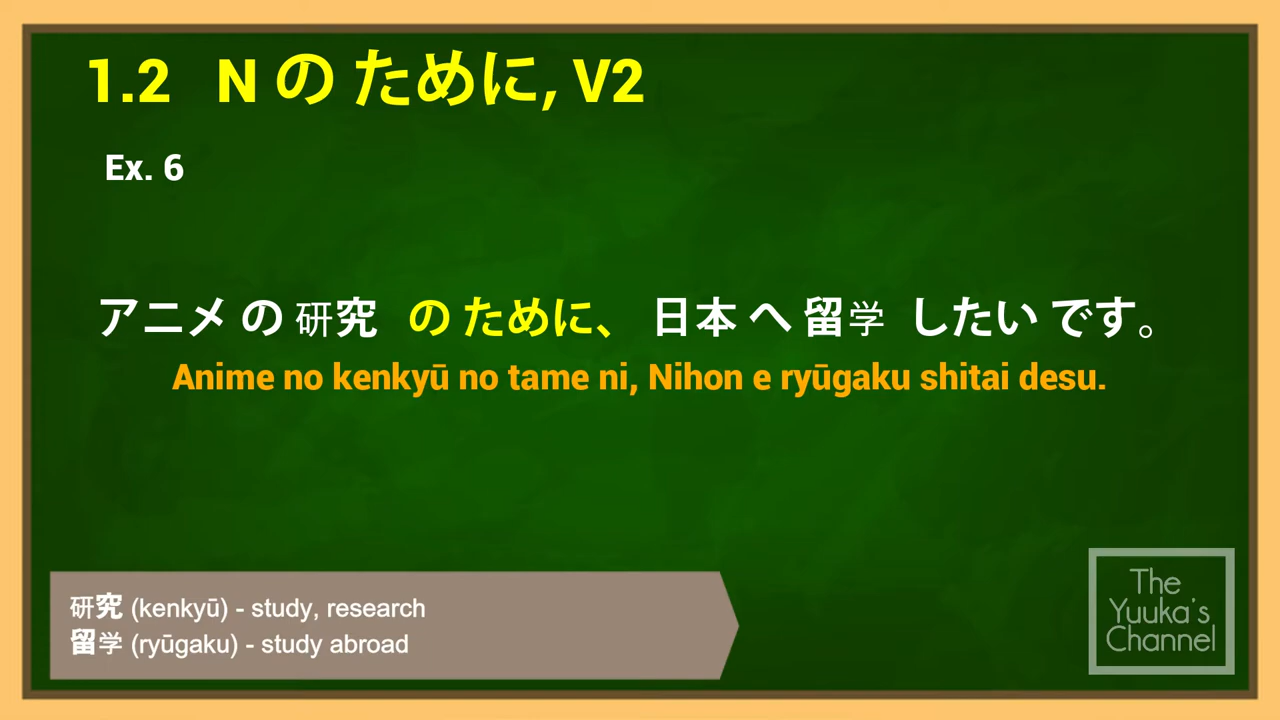 1.2 N の ために, V2
Ex. 6
アニメ の 研究 の ために、 日本 へ 留学 したい です。
Anime no kenkyū no tame ni, Nihon e ryūgaku shitai desu.
研究 (kenkyū) - study, research
留学 (ryūgaku) - study abroad
The
Yuuka's
Channel